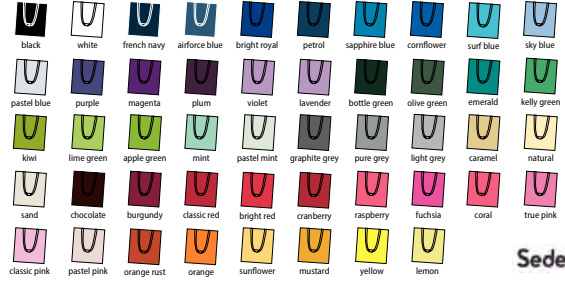 black white french navy airforce blue bright royal petrol sapphire blue cornflower surf blue sky blue
pastel blue purple magenta plum violet lavender bottle green olive green emerald kelly green
kiwi lime green apple green mint pastel mint graphite grey pure grey light grey caramel natural
sand chocolate burgundy classic red bright red cranberry raspberry fuchsia coral true pink
classic pink pastel pink orange rust orange sunflower mustard yellow lemon
Sede